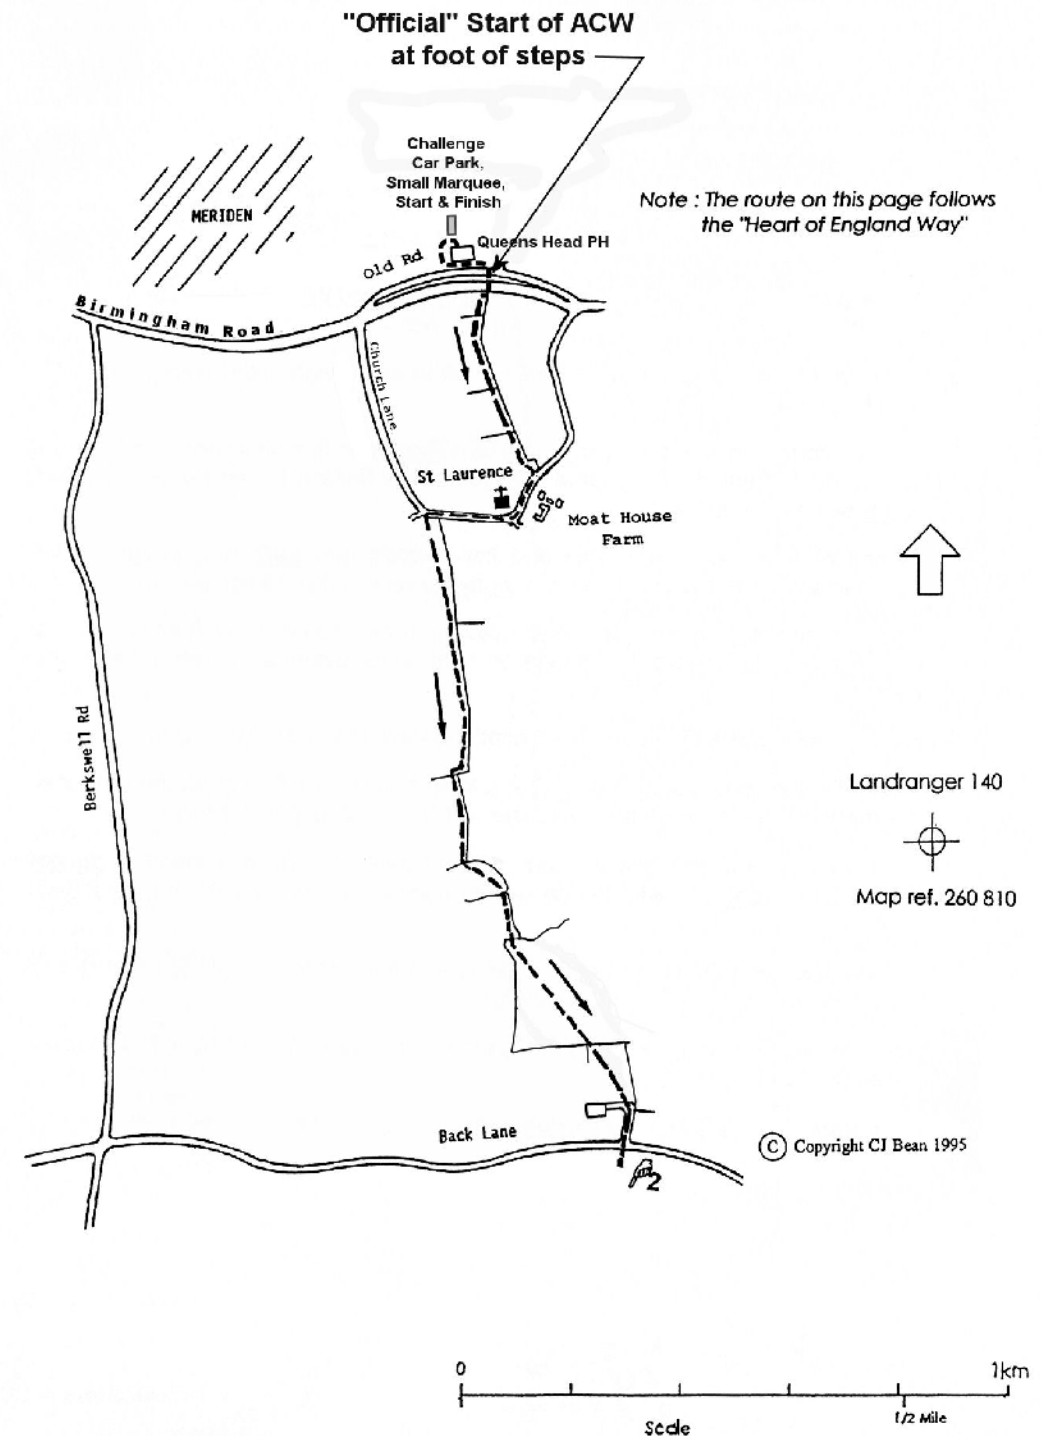 "Official" Start of ACW
at foot of steps
Challenge
Car Park,
Small Marquee,
Start & Finish
MERIDEN
Note : The route on this page follows
the "Heart of England Way"
Queens Head PH
Old Rd
Birmingham Road
Church Lane
St Laurence
Moat House
Farm
Berkswell Rd
Landranger 140
Map ref. 260 810
Back Lane
© Copyright CJ Bean 1995
2
0
1km
1/2 Mile
Scale